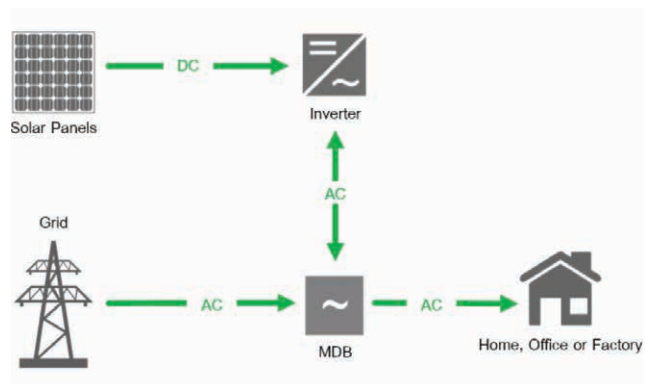 DC
Solar Panels
Inverter
AC
Grid
AC
AC
MDB
Home, Office or Factory